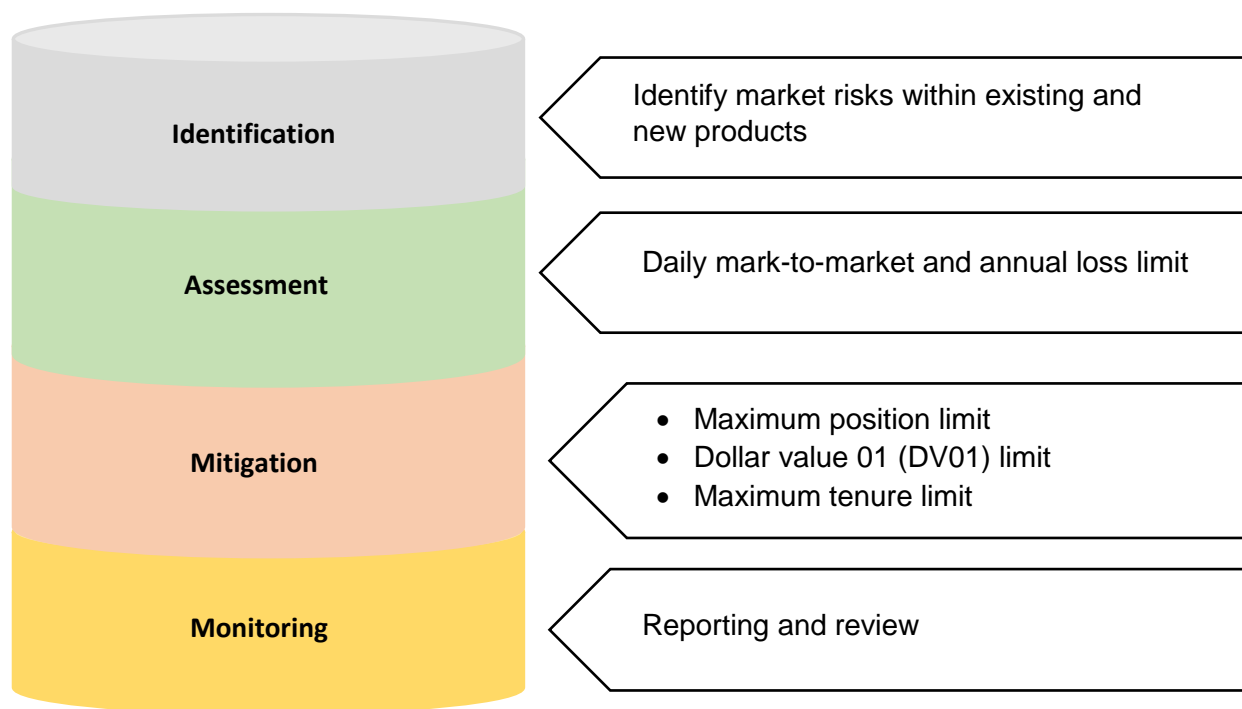 Identification
Identify market risks within existing and
new products
Assessment
Daily mark-to-market and annual loss limit
Mitigation
• Maximum position limit
• Dollar value 01 (DV01) limit
• Maximum tenure limit
Monitoring
Reporting and review